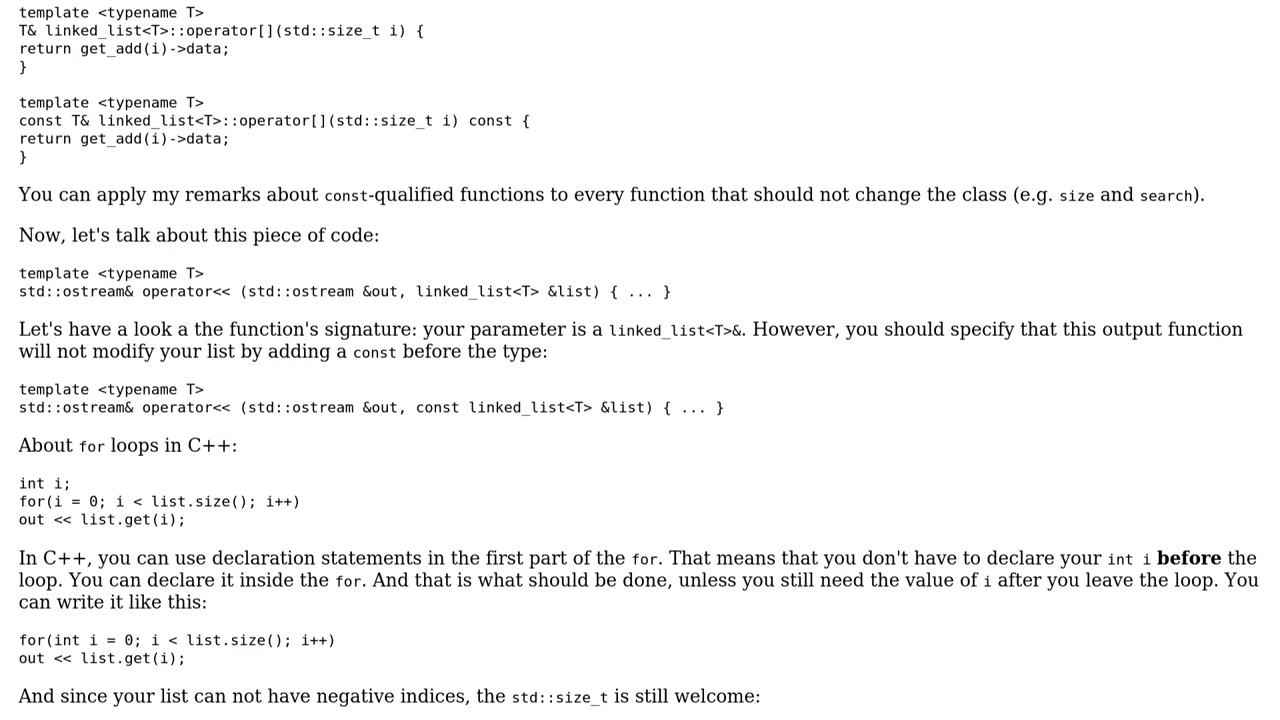 template <typename T>
T& linked_list<T>::operator[](std::size_t i) {
return get_add(i)->data;
}
template <typename T>
const T& linked_list<T>::operator[](std::size_t i) const {
return get_add(i)->data;
}
You can apply my remarks about const-qualified functions to every function that should not change the class (e.g. size and search).
Now, let's talk about this piece of code:
template <typename T>
std::ostream& operator<< (std::ostream &out, linked_list<T> &list) { ... }
Let's have a look a the function's signature: your parameter is a linked_list<T>&. However, you should specify that this output function
will not modify your list by adding a const before the type:
template <typename T>
std::ostream& operator<< (std::ostream &out, const linked_list<T> &list) { ... }
About for loops in C++:
int i;
for(i = 0; i < list.size(); i++)
out << list.get(i);
In C++, you can use declaration statements in the first part of the for. That means that you don't have to declare your int i before the
loop. You can declare it inside the for. And that is what should be done, unless you still need the value of i after you leave the loop. You
can write it like this:
for(int i = 0; i < list.size(); i++)
out << list.get(i);
And since your list can not have negative indices, the std::size_t is still welcome: